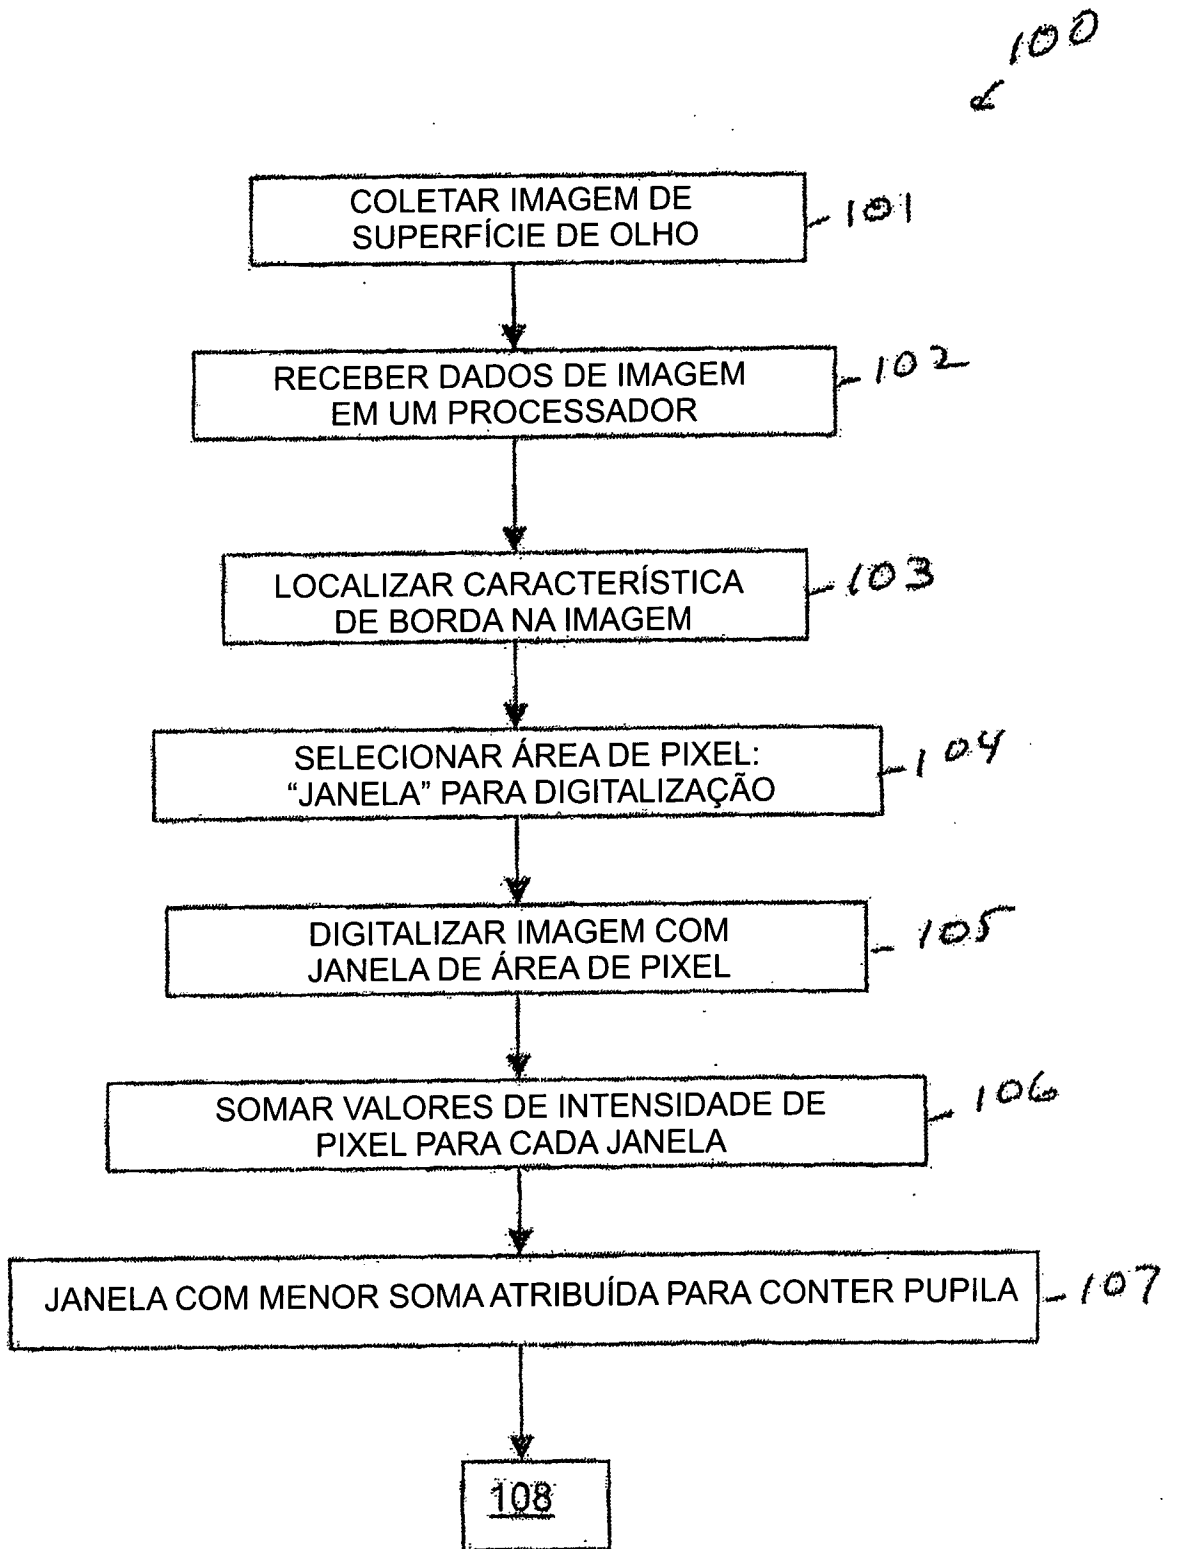 100
COLETAR IMAGEM DE
SUPERFÍCIE DE OLHO
101
RECEBER DADOS DE IMAGEM
EM UM PROCESSADOR
102
LOCALIZAR CARACTERÍSTICA
DE BORDA NA IMAGEM
103
SELECIONAR ÁREA DE PIXEL:
“JANELA” PARA DIGITALIZAÇÃO
104
DIGITALIZAR IMAGEM COM
JANELA DE ÁREA DE PIXEL
105
SOMAR VALORES DE INTENSIDADE DE
PIXEL PARA CADA JANELA
106
JANELA COM MENOR SOMA ATRIBUÍDA PARA CONTER PUPILA
107
108